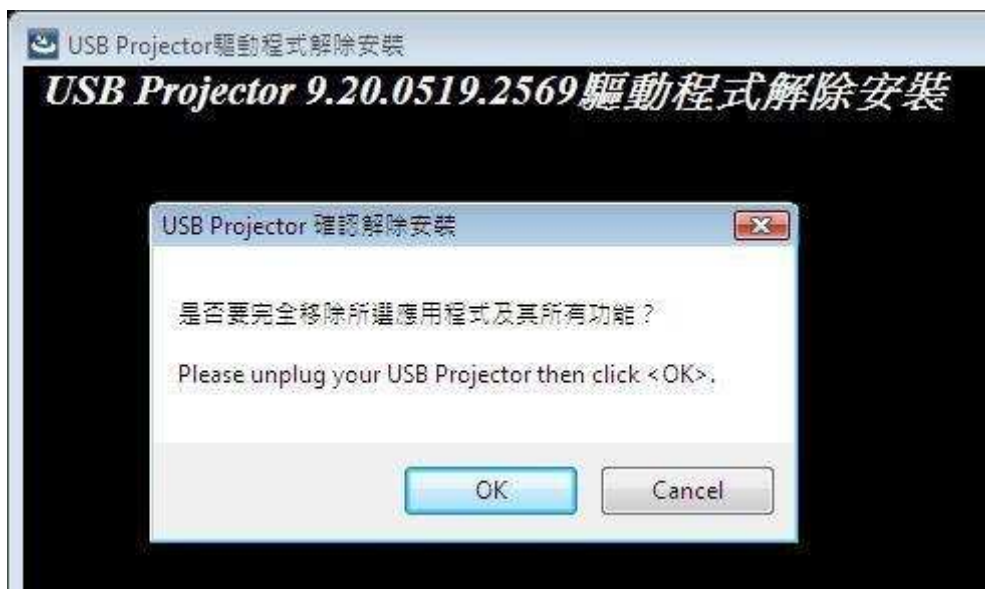 USB Projector驅動程式解除安裝
USB Projector 9.20.0519.2569驅動程式解除安裝
USB Projector 確認解除安裝
是否要完全移除所選應用程式及其所有功能？
Please unplug your USB Projector then click <OK>.
OK
Cancel